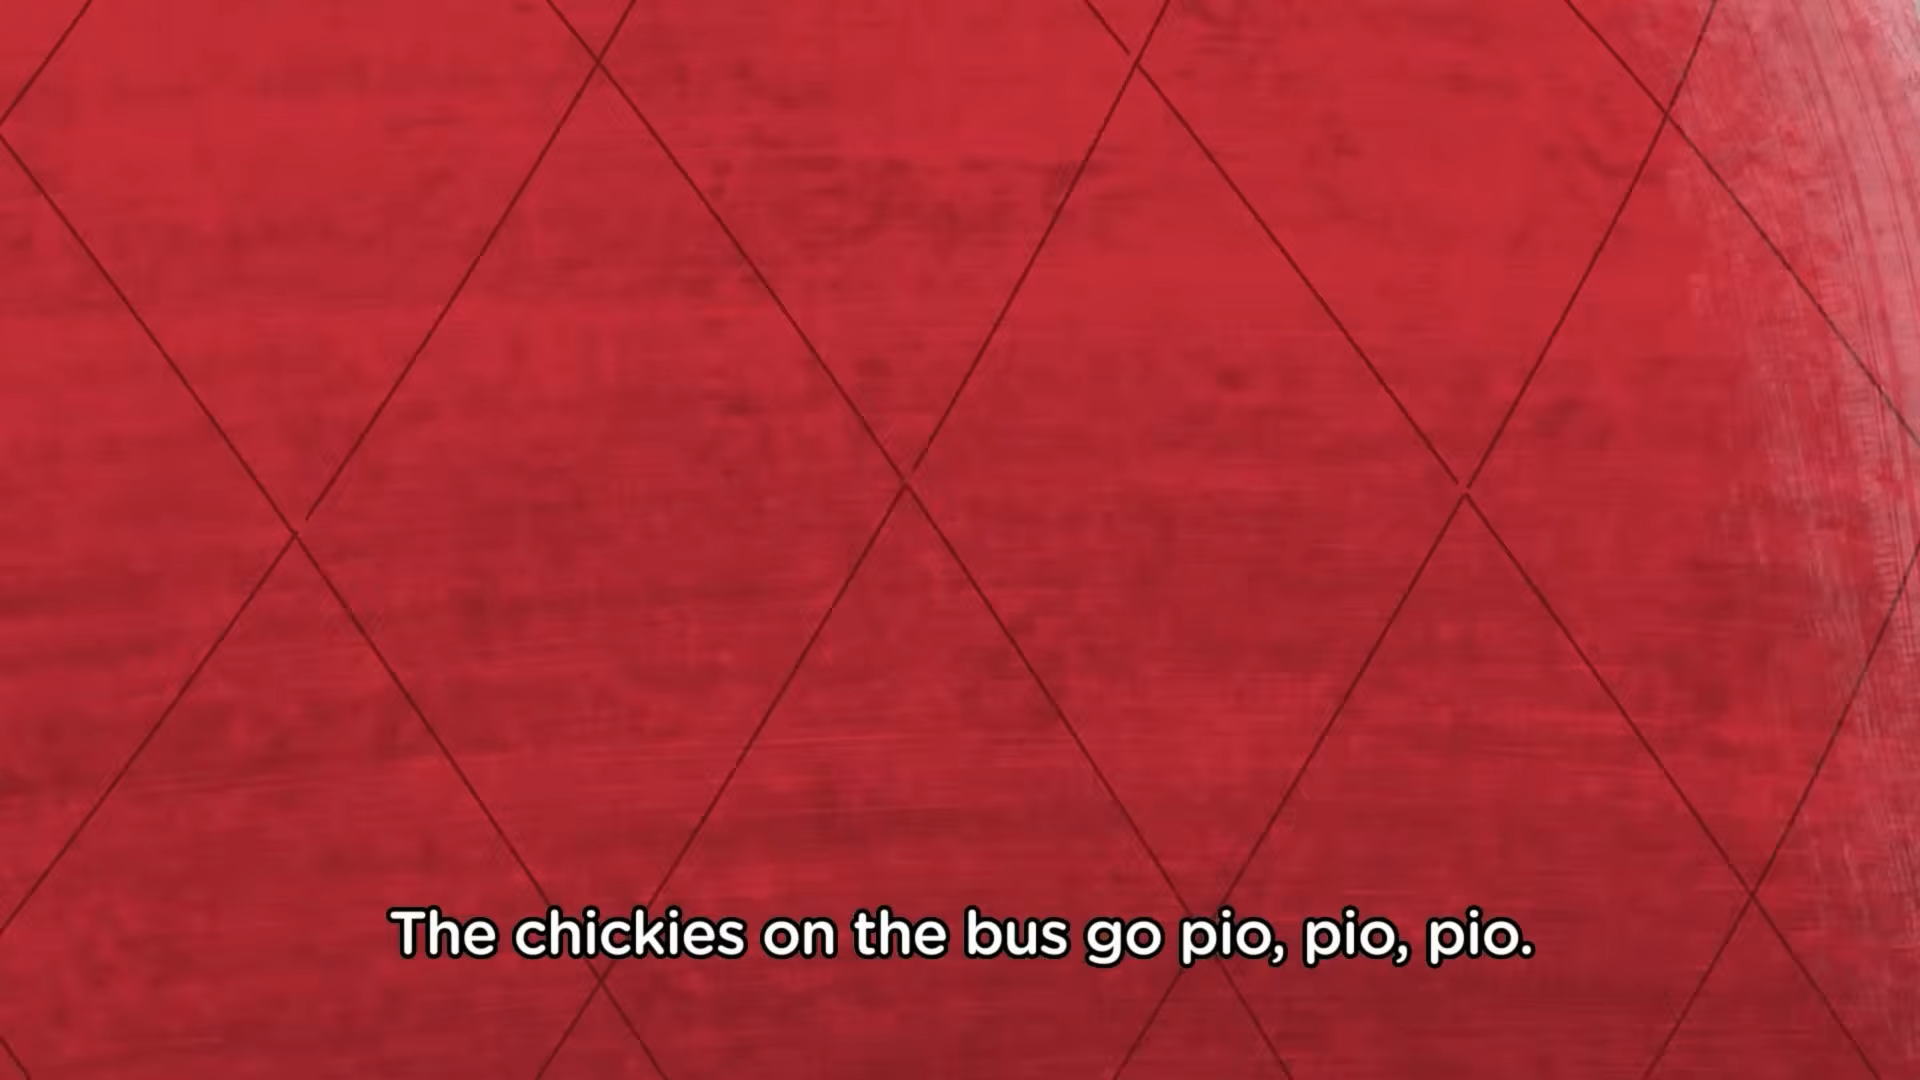 The chickies on the bus go pio, pio, pio.